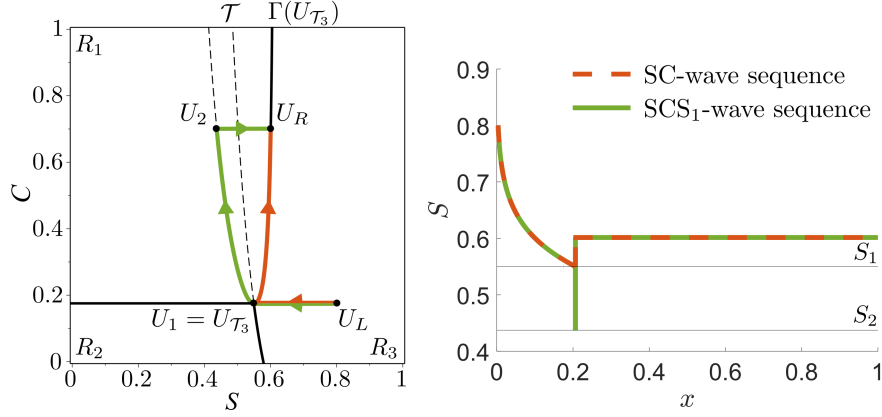 𝒯 Γ(U_𝒯₃)
1
R₁
0.8
U₂ U_R
0.6
C
0.4
0.2
U₁ = U_𝒯₃ U_L
R₂ R₃
0
0 0.2 0.4 0.6 0.8 1
S
0.9
SC-wave sequence
SCS₁-wave sequence
0.8
0.7
S
0.6
S₁
0.5
S₂
0.4
0 0.2 0.4 0.6 0.8 1
x